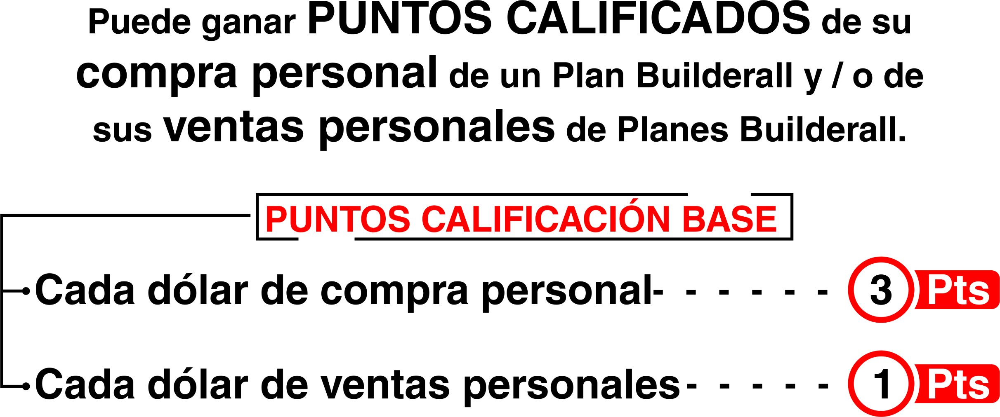 Puede ganar PUNTOS CALIFICADOS de su
compra personal de un Plan Builderall y / o de
sus ventas personales de Planes Builderall.
PUNTOS CALIFICACIÓN BASE
Cada dólar de compra personal- - - - - - 3 Pts
Cada dólar de ventas personales- - - - - 1 Pts